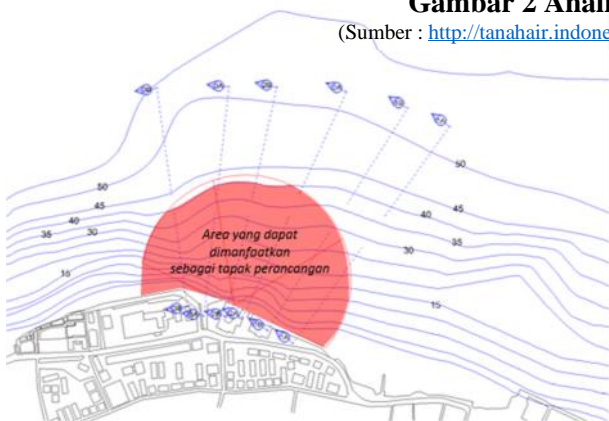 Gambar 2 Anali
(Sumber : http://tanahair.indone
50
50
45
45
40
40
35
35
30
30
15
15
Area yang dapat
dimanfaatkan
sebagai tapak perancangan